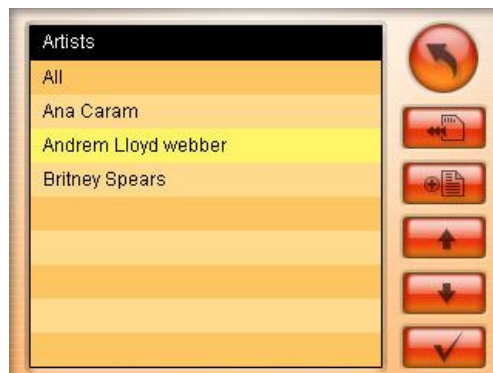 Artists
All
Ana Caram
Andrem Lloyd webber
Britney Spears